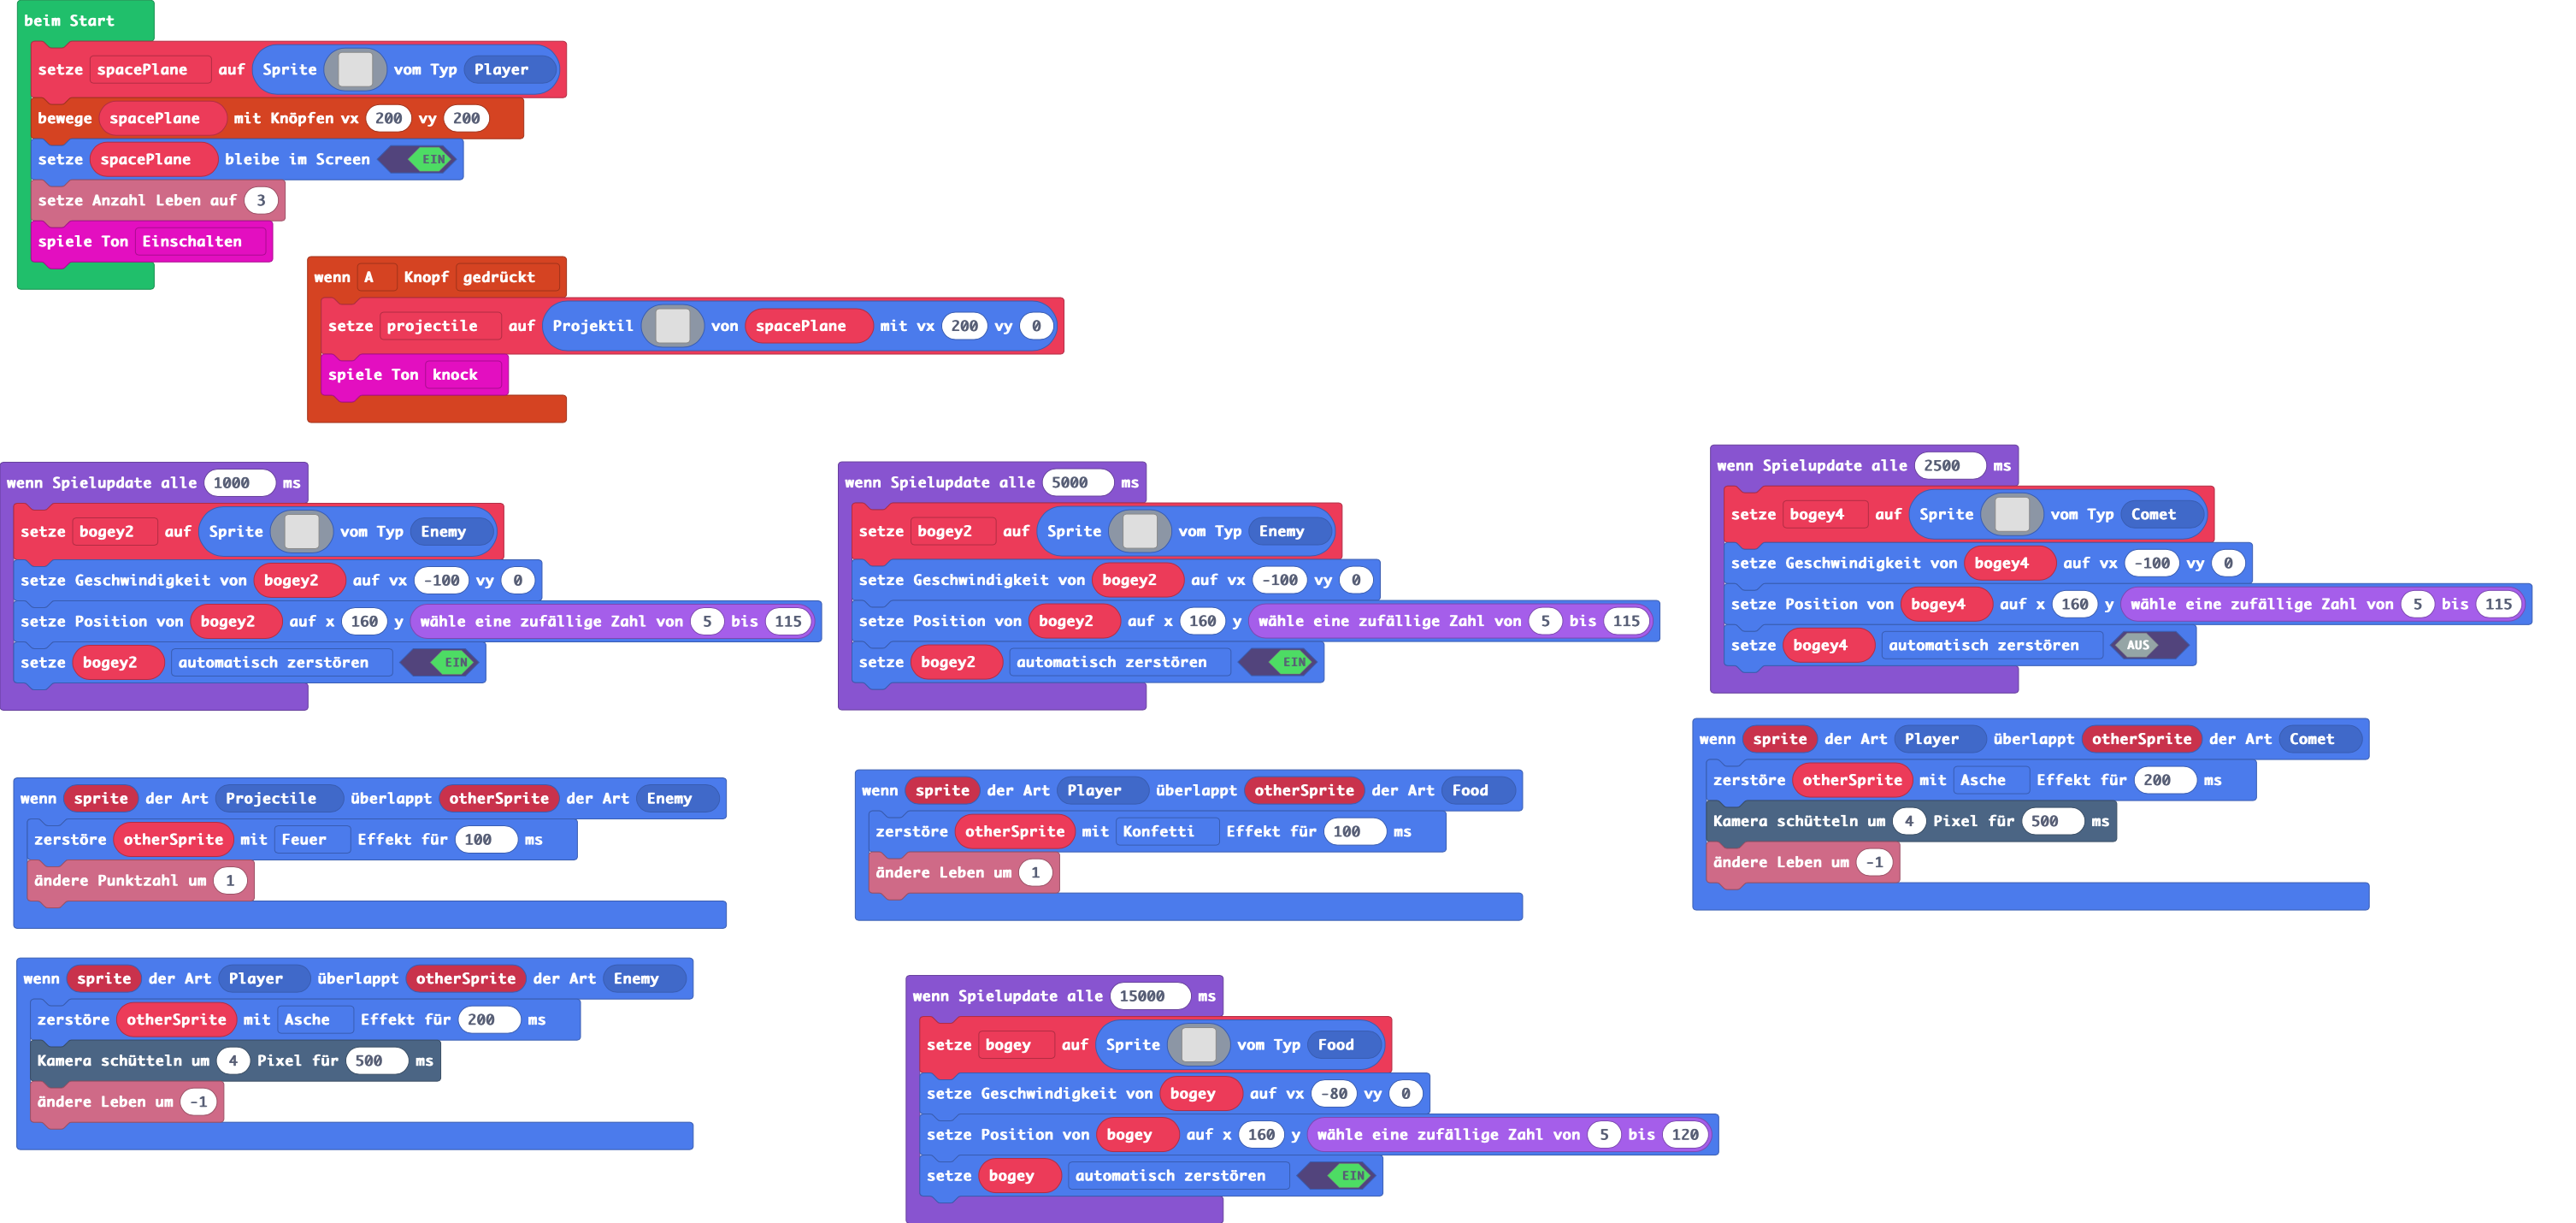 beim Start
setze spacePlane auf Sprite vom Typ Player
bewege spacePlane mit Knöpfen vx 200 vy 200
setze spacePlane bleibe im Screen EIN
setze Anzahl Leben auf 3
spiele Ton Einschalten
wenn A Knopf gedrückt
setze projectile auf Projektil von spacePlane mit vx 200 vy 0
spiele Ton knock
wenn Spielupdate alle 1000 ms
setze bogey2 auf Sprite vom Typ Enemy
setze Geschwindigkeit von bogey2 auf vx -100 vy 0
setze Position von bogey2 auf x 160 y wähle eine zufällige Zahl von 5 bis 115
setze bogey2 automatisch zerstören EIN
wenn Spielupdate alle 5000 ms
setze bogey2 auf Sprite vom Typ Enemy
setze Geschwindigkeit von bogey2 auf vx -100 vy 0
setze Position von bogey2 auf x 160 y wähle eine zufällige Zahl von 5 bis 115
setze bogey2 automatisch zerstören EIN
wenn Spielupdate alle 2500 ms
setze bogey4 auf Sprite vom Typ Comet
setze Geschwindigkeit von bogey4 auf vx -100 vy 0
setze Position von bogey4 auf x 160 y wähle eine zufällige Zahl von 5 bis 115
setze bogey4 automatisch zerstören AUS
wenn sprite der Art Projectile überlappt otherSprite der Art Enemy
zerstöre otherSprite mit Feuer Effekt für 100 ms
ändere Punktzahl um 1
wenn sprite der Art Player überlappt otherSprite der Art Food
zerstöre otherSprite mit Konfetti Effekt für 100 ms
ändere Leben um 1
wenn sprite der Art Player überlappt otherSprite der Art Comet
zerstöre otherSprite mit Asche Effekt für 200 ms
Kamera schütteln um 4 Pixel für 500 ms
ändere Leben um -1
wenn sprite der Art Player überlappt otherSprite der Art Enemy
zerstöre otherSprite mit Asche Effekt für 200 ms
Kamera schütteln um 4 Pixel für 500 ms
ändere Leben um -1
wenn Spielupdate alle 15000 ms
setze bogey auf Sprite vom Typ Food
setze Geschwindigkeit von bogey auf vx -80 vy 0
setze Position von bogey auf x 160 y wähle eine zufällige Zahl von 5 bis 120
setze bogey automatisch zerstören EIN